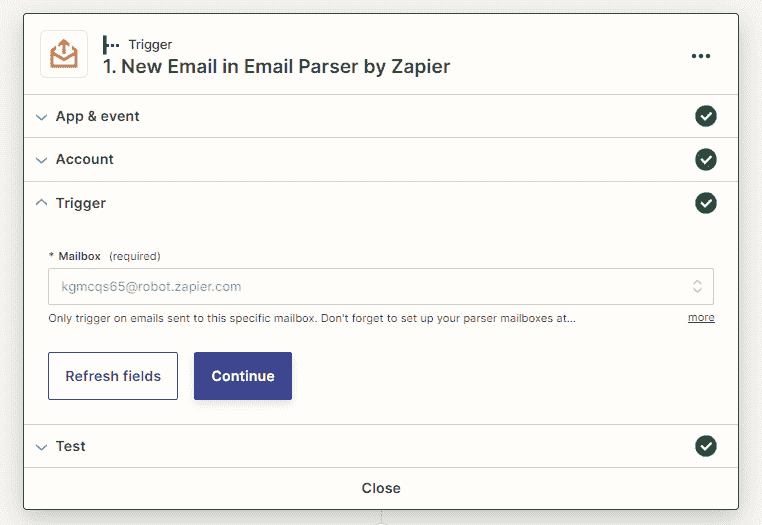 Trigger
1. New Email in Email Parser by Zapier
App & event
Account
Trigger
* Mailbox (required)
kgmcqs65@robot.zapier.com
Only trigger on emails sent to this specific mailbox. Don't forget to set up your parser mailboxes at... more
Refresh fields Continue
Test
Close